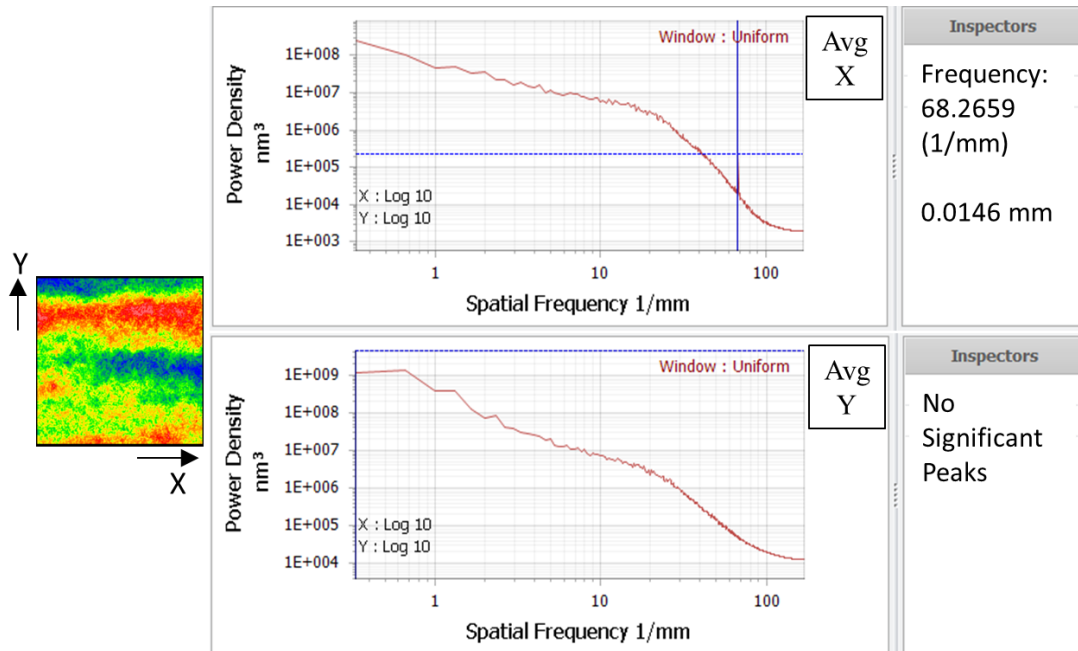 Y
X
Power Density
nm³
1E+008
1E+007
1E+006
1E+005
1E+004
1E+003
Window : Uniform
X : Log 10
Y : Log 10
1
10
100
Spatial Frequency 1/mm
Avg
X
Inspectors
Frequency:
68.2659
(1/mm)
0.0146 mm
Power Density
nm³
1E+009
1E+008
1E+007
1E+006
1E+005
1E+004
Window : Uniform
X : Log 10
Y : Log 10
1
10
100
Spatial Frequency 1/mm
Avg
Y
Inspectors
No
Significant
Peaks